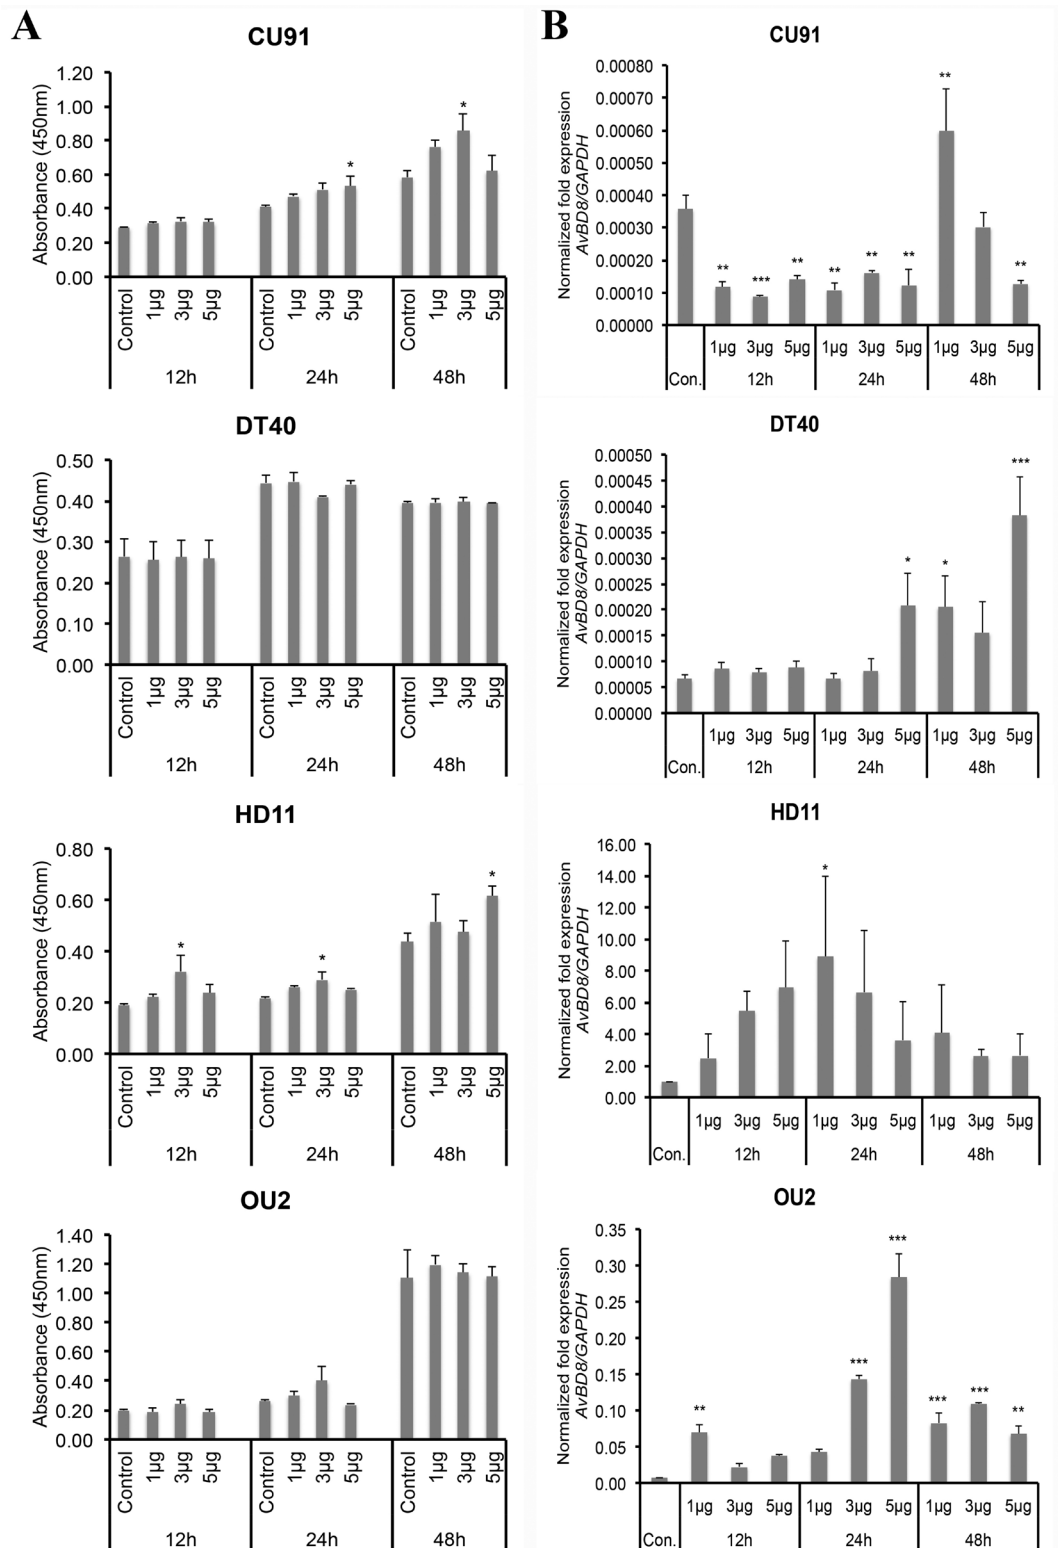 A
CU91
Absorbance (450nm)
1.20
1.00
0.80
0.60
0.40
0.20
0.00
*
*
Control 1µg 3µg 5µg Control 1µg 3µg 5µg Control 1µg 3µg 5µg
12h 24h 48h
DT40
Absorbance (450nm)
0.50
0.40
0.30
0.20
0.10
0.00
Control 1µg 3µg 5µg Control 1µg 3µg 5µg Control 1µg 3µg 5µg
12h 24h 48h
HD11
Absorbance (450nm)
0.80
0.60
0.40
0.20
0.00
* * *
Control 1µg 3µg 5µg Control 1µg 3µg 5µg Control 1µg 3µg 5µg
12h 24h 48h
OU2
Absorbance (450nm)
1.40
1.20
1.00
0.80
0.60
0.40
0.20
0.00
Control 1µg 3µg 5µg Control 1µg 3µg 5µg Control 1µg 3µg 5µg
12h 24h 48h
B
CU91
Normalized fold expression
AvBD8/GAPDH
0.00080
0.00070
0.00060
0.00050
0.00040
0.00030
0.00020
0.00010
0.00000
** *** ** ** ** ** ** **
1µg 3µg 5µg 1µg 3µg 5µg 1µg 3µg 5µg
Con. 12h 24h 48h
DT40
Normalized fold expression
AvBD8/GAPDH
0.00050
0.00045
0.00040
0.00035
0.00030
0.00025
0.00020
0.00015
0.00010
0.00005
0.00000
* * ***
1µg 3µg 5µg 1µg 3µg 5µg 1µg 3µg 5µg
Con. 12h 24h 48h
HD11
Normalized fold expression
AvBD8/GAPDH
16.00
14.00
12.00
10.00
8.00
6.00
4.00
2.00
0.00
*
1µg 3µg 5µg 1µg 3µg 5µg 1µg 3µg 5µg
Con. 12h 24h 48h
OU2
Normalized fold expression
AvBD8/GAPDH
0.35
0.30
0.25
0.20
0.15
0.10
0.05
0.00
** *** *** *** *** **
1µg 3µg 5µg 1µg 3µg 5µg 1µg 3µg 5µg
Con. 12h 24h 48h